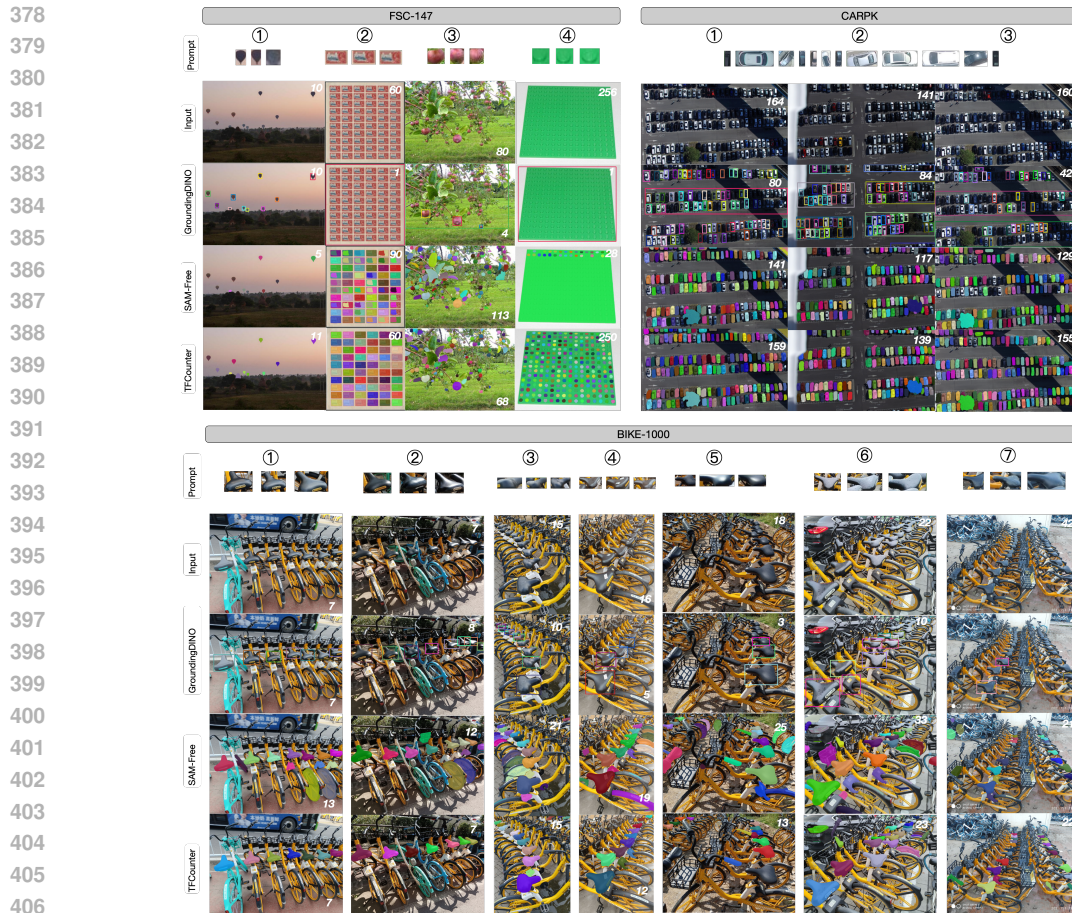 378
FSC-147 CARPK
379
Prompt ① ② ③ ④ ① ② ③
380
381
Input 10 60 80 256 164 141 160
382
383
GroundingDINO 10 1 4 80 84 42
384
385
386
SAM-Free 5 90 113 28 141 117 129
387
388
389
TFCounter 11 60 68 250 159 139 155
390
391
BIKE-1000
392
Prompt ① ② ③ ④ ⑤ ⑥ ⑦
393
394
395
Input 7 7 15 16 18 22
396
397
398
GroundingDINO 7 10 5 3 10
399
400
401
SAM-Free 13 12 21 19 25 33
402
403
404
TFCounter 7 7 15 12 13 23
405
406